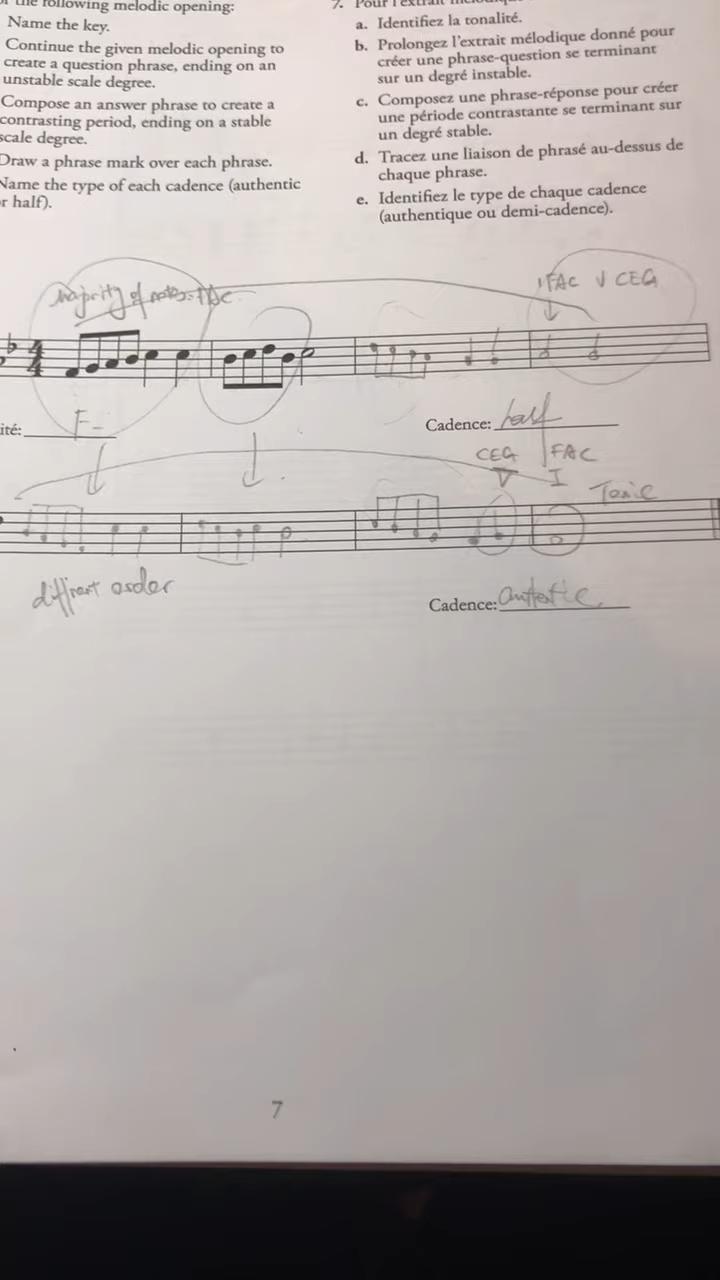 the following melodic opening:
Name the key.
Continue the given melodic opening to
create a question phrase, ending on an
unstable scale degree.
Compose an answer phrase to create a
contrasting period, ending on a stable
scale degree.
Draw a phrase mark over each phrase.
Name the type of each cadence (authentic
r half).
7. Pour l'extrait
a. Identifiez la tonalité.
b. Prolongez l'extrait mélodique donné pour
créer une phrase-question se terminant
sur un degré instable.
c. Composez une phrase-réponse pour créer
une période contrastante se terminant sur
un degré stable.
d. Tracez une liaison de phrasé au-dessus de
chaque phrase.
e. Identifiez le type de chaque cadence
(authentique ou demi-cadence).
majority of notes: FAC
FAC V CEG
4
4
ité: F
Cadence: half
CEG FAC
V I Tonic
diffrent order
Cadence:
7